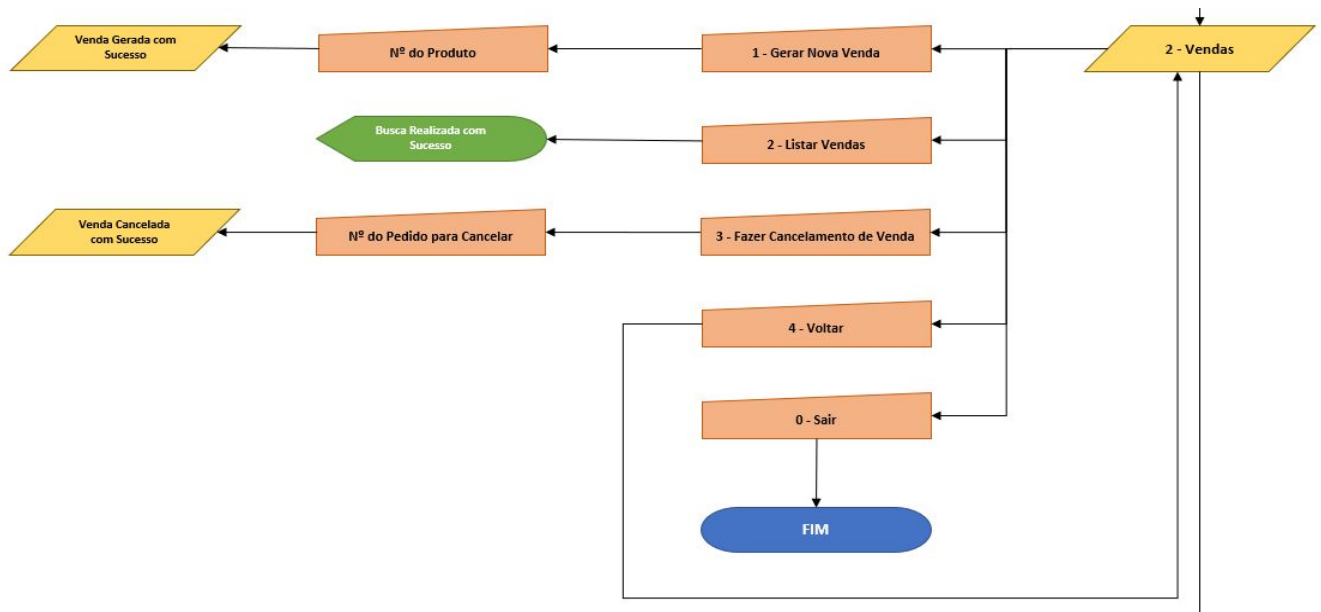 Venda Gerada com
Sucesso
Nº do Produto
1 - Gerar Nova Venda
2 - Vendas
Busca Realizada com
Sucesso
2 - Listar Vendas
Venda Cancelada
com Sucesso
Nº do Pedido para Cancelar
3 - Fazer Cancelamento de Venda
4 - Voltar
0 - Sair
FIM